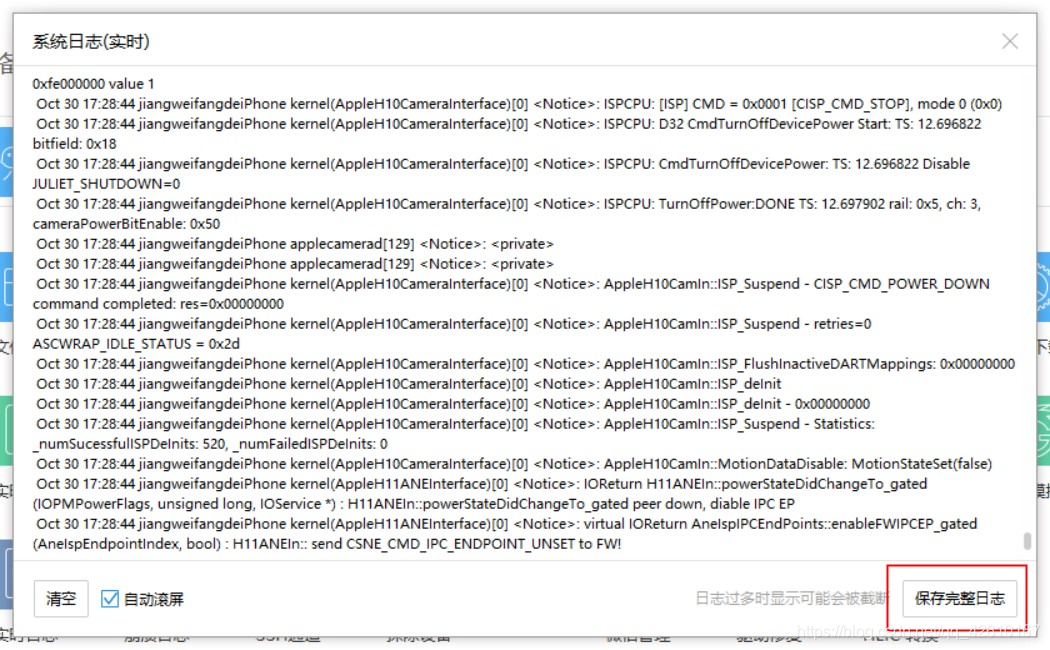 系统日志(实时)
0xfe000000 value 1
Oct 30 17:28:44 jiangweifangdeiPhone kernel(AppleH10CameraInterface)[0] <Notice>: ISPCPU: [ISP] CMD = 0x0001 [CISP_CMD_STOP], mode 0 (0x0)
Oct 30 17:28:44 jiangweifangdeiPhone kernel(AppleH10CameraInterface)[0] <Notice>: ISPCPU: D32 CmdTurnOffDevicePower Start: TS: 12.696822
bitfield: 0x18
Oct 30 17:28:44 jiangweifangdeiPhone kernel(AppleH10CameraInterface)[0] <Notice>: ISPCPU: CmdTurnOffDevicePower: TS: 12.696822 Disable
JULIET_SHUTDOWN=0
Oct 30 17:28:44 jiangweifangdeiPhone kernel(AppleH10CameraInterface)[0] <Notice>: ISPCPU: TurnOffPower:DONE TS: 12.697902 rail: 0x5, ch: 3,
cameraPowerBitEnable: 0x50
Oct 30 17:28:44 jiangweifangdeiPhone applecamerad[129] <Notice>: <private>
Oct 30 17:28:44 jiangweifangdeiPhone applecamerad[129] <Notice>: <private>
Oct 30 17:28:44 jiangweifangdeiPhone kernel(AppleH10CameraInterface)[0] <Notice>: AppleH10CamIn::ISP_Suspend - CISP_CMD_POWER_DOWN
command completed: res=0x00000000
Oct 30 17:28:44 jiangweifangdeiPhone kernel(AppleH10CameraInterface)[0] <Notice>: AppleH10CamIn::ISP_Suspend - retries=0
ASCWRAP_IDLE_STATUS = 0x2d
Oct 30 17:28:44 jiangweifangdeiPhone kernel(AppleH10CameraInterface)[0] <Notice>: AppleH10CamIn::ISP_FlushInactiveDARTMappings: 0x00000000
Oct 30 17:28:44 jiangweifangdeiPhone kernel(AppleH10CameraInterface)[0] <Notice>: AppleH10CamIn::ISP_deInit
Oct 30 17:28:44 jiangweifangdeiPhone kernel(AppleH10CameraInterface)[0] <Notice>: AppleH10CamIn::ISP_deInit - 0x00000000
Oct 30 17:28:44 jiangweifangdeiPhone kernel(AppleH10CameraInterface)[0] <Notice>: AppleH10CamIn::ISP_Suspend - Statistics:
_numSucessfulISPDeInits: 520, _numFailedISPDeInits: 0
Oct 30 17:28:44 jiangweifangdeiPhone kernel(AppleH10CameraInterface)[0] <Notice>: AppleH10CamIn::MotionDataDisable: MotionStateSet(false)
Oct 30 17:28:44 jiangweifangdeiPhone kernel(AppleH11ANEInterface)[0] <Notice>: IOReturn H11ANEIn::powerStateDidChangeTo_gated
(IOPMPowerFlags, unsigned long, IOService *) : H11ANEIn::powerStateDidChangeTo_gated peer down, diable IPC EP
Oct 30 17:28:44 jiangweifangdeiPhone kernel(AppleH11ANEInterface)[0] <Notice>: virtual IOReturn AneIspIPCEndPoints::enableFWIPCEP_gated
(AneIspEndpointIndex, bool) : H11ANEIn:: send CSNE_CMD_IPC_ENDPOINT_UNSET to FW!
清空
自动滚屏
日志过多时显示可能会被截断
保存完整日志